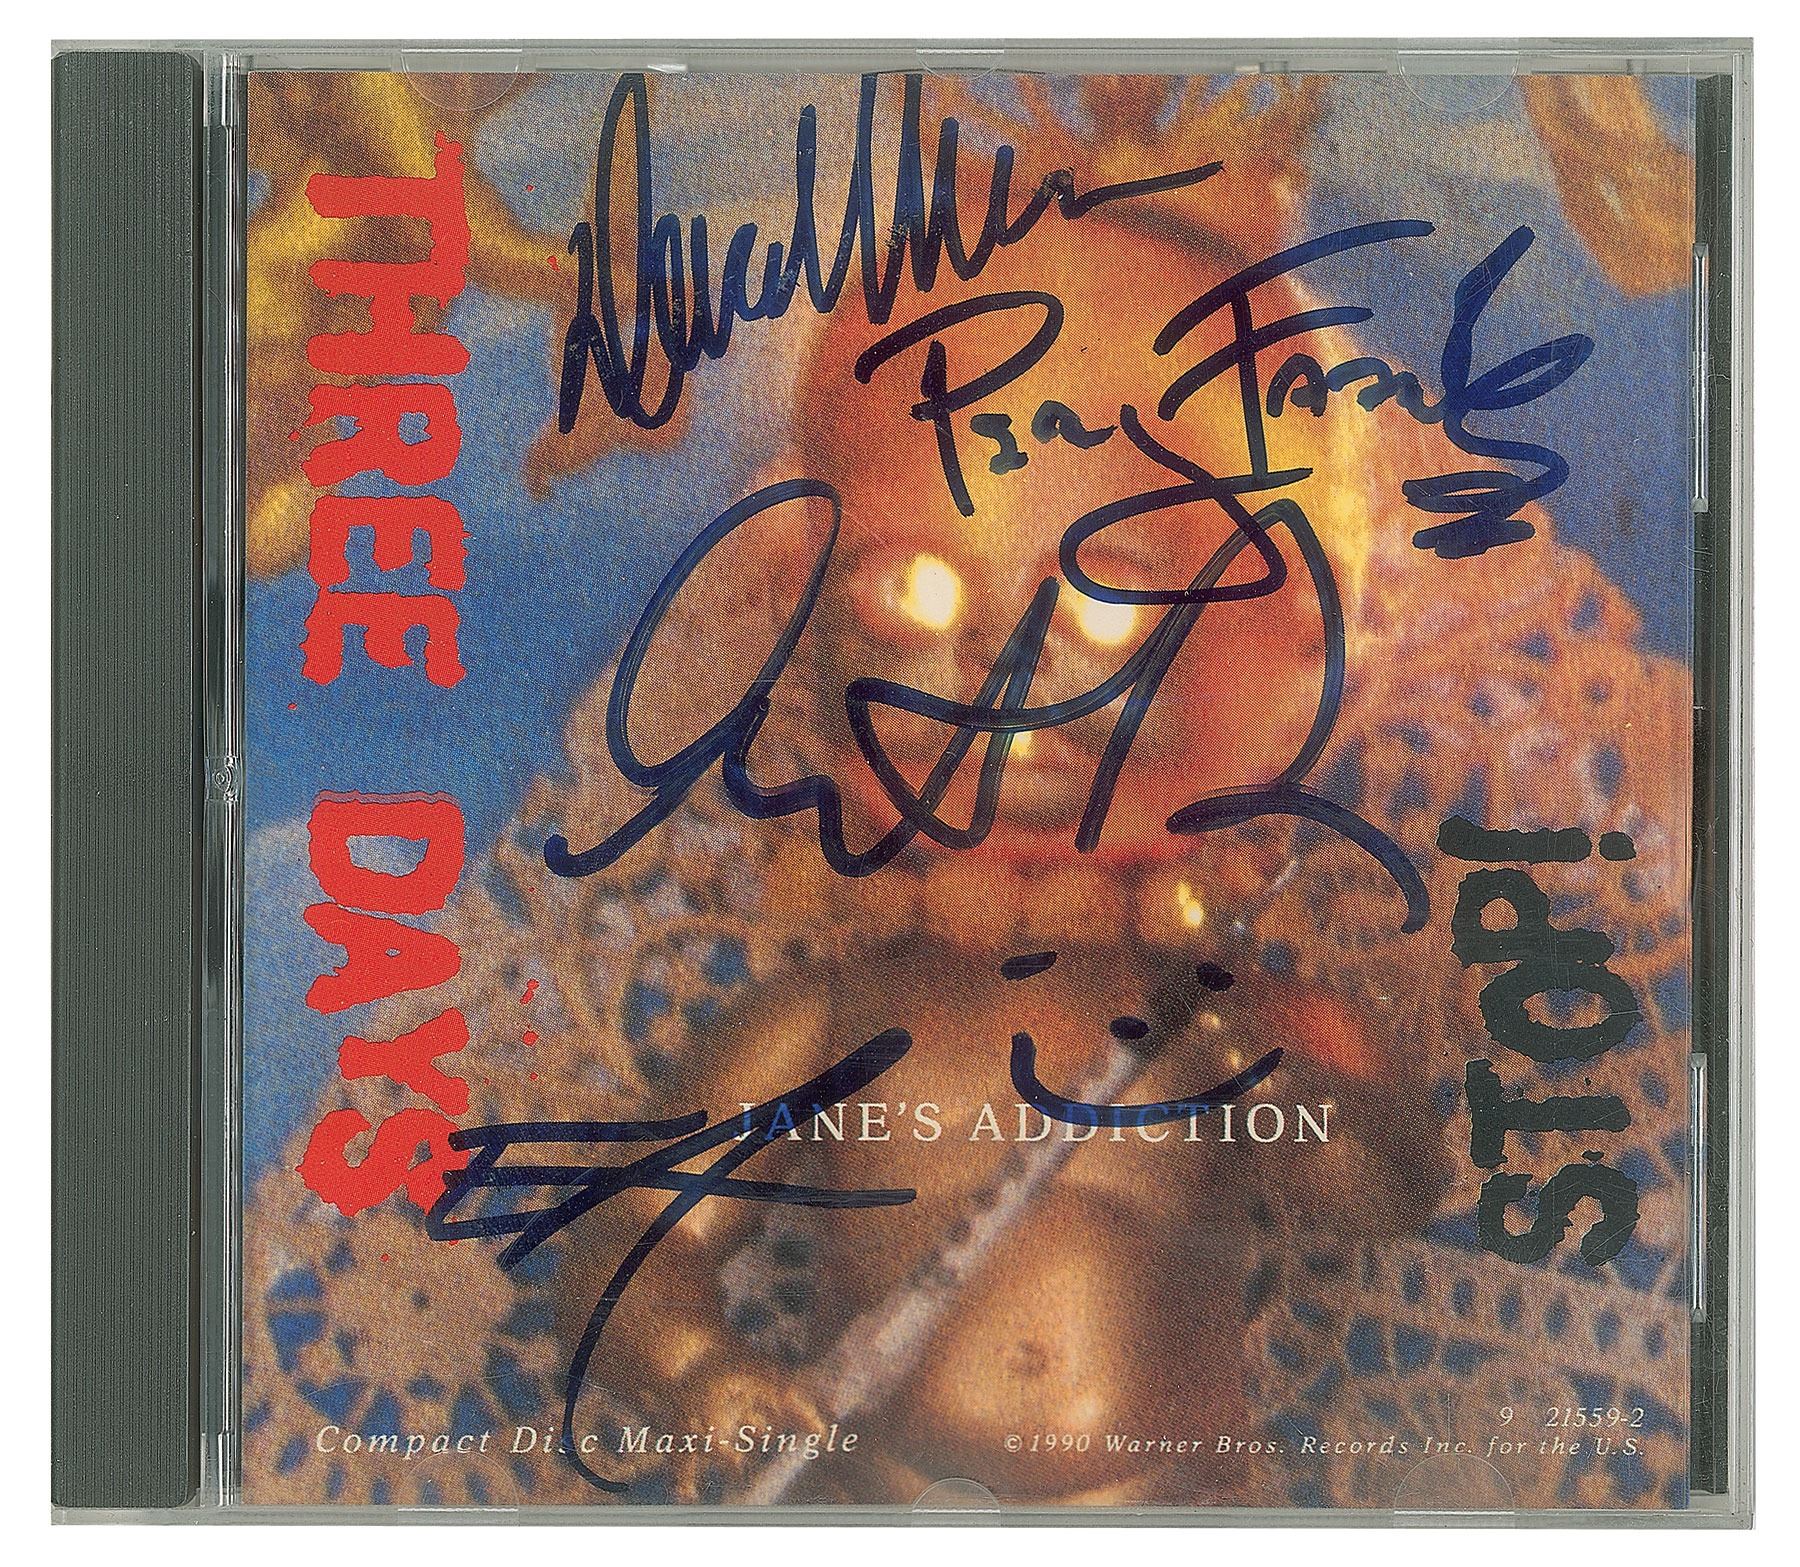 THREE DAYS
STOP!
JANE'S ADDICTION
Compact Disc Maxi-Single
9 21559-2
©1990 Warner Bros. Records Inc. for the U.S.